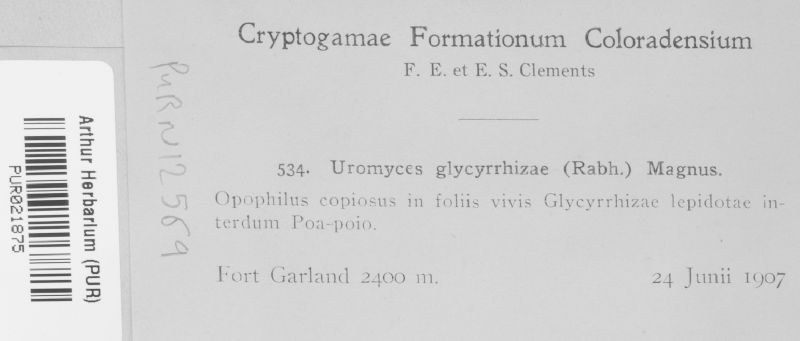 Cryptogamae Formationum Coloradensium
F. E. et E. S. Clements
534. Uromyces glycyrrhizae (Rabh.) Magnus.
Opophilus copiosus in foliis vivis Glycyrrhizae lepidotae in-
terdum Poa-poio.
Fort Garland 2400 m.
24 Junii 1907
PURN12569
Arthur Herbarium (PUR)
PUR021875